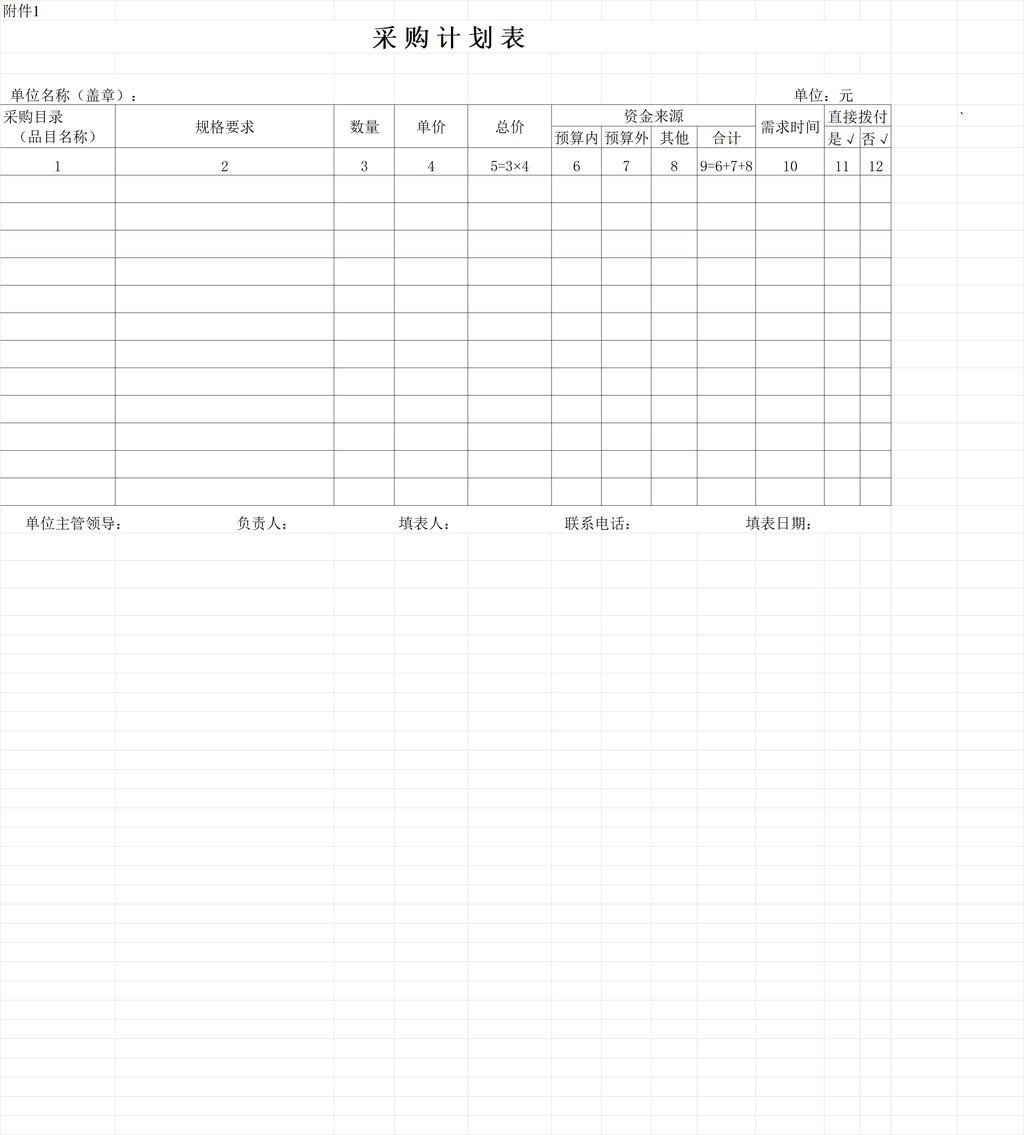 附件1
采购计划表
单位名称（盖章）： 单位：元
采购目录（品目名称） 规格要求 数量 单价 总价 资金来源 需求时间 直接拨付 `
预算内 预算外 其他 合计 是√ 否√
1 2 3 4 5=3×4 6 7 8 9=6+7+8 10 11 12
单位主管领导： 负责人： 填表人： 联系电话： 填表日期：